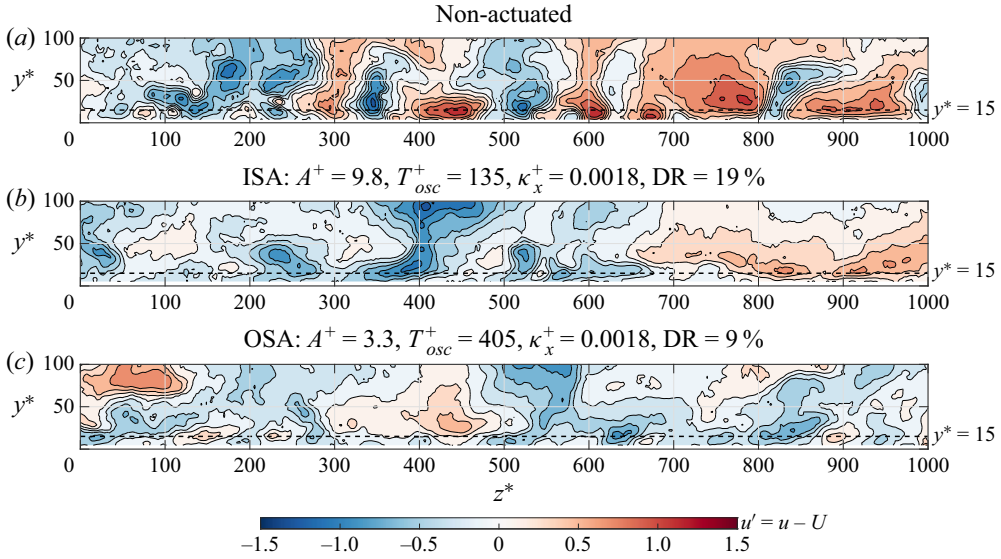 Non-actuated
(a) 100
y* 50
0
y* = 15
0 100 200 300 400 500 600 700 800 900 1000
ISA: A⁺ = 9.8, T⁺osc = 135, κ⁺x = 0.0018, DR = 19 %
(b) 100
y* 50
0
y* = 15
0 100 200 300 400 500 600 700 800 900 1000
OSA: A⁺ = 3.3, T⁺osc = 405, κ⁺x = 0.0018, DR = 9 %
(c) 100
y* 50
0
y* = 15
0 100 200 300 400 500 600 700 800 900 1000
z*
u′ = u – U
–1.5 –1.0 –0.5 0 0.5 1.0 1.5